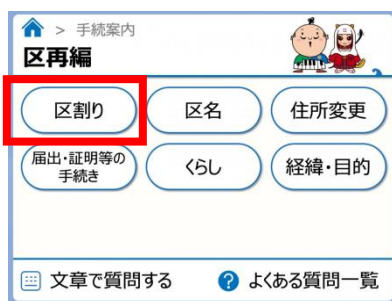 > 手続案内
区再編
区割り
区名
住所変更
届出・証明等の
手続き
くらし
経緯・目的
文章で質問する
? よくある質問一覧